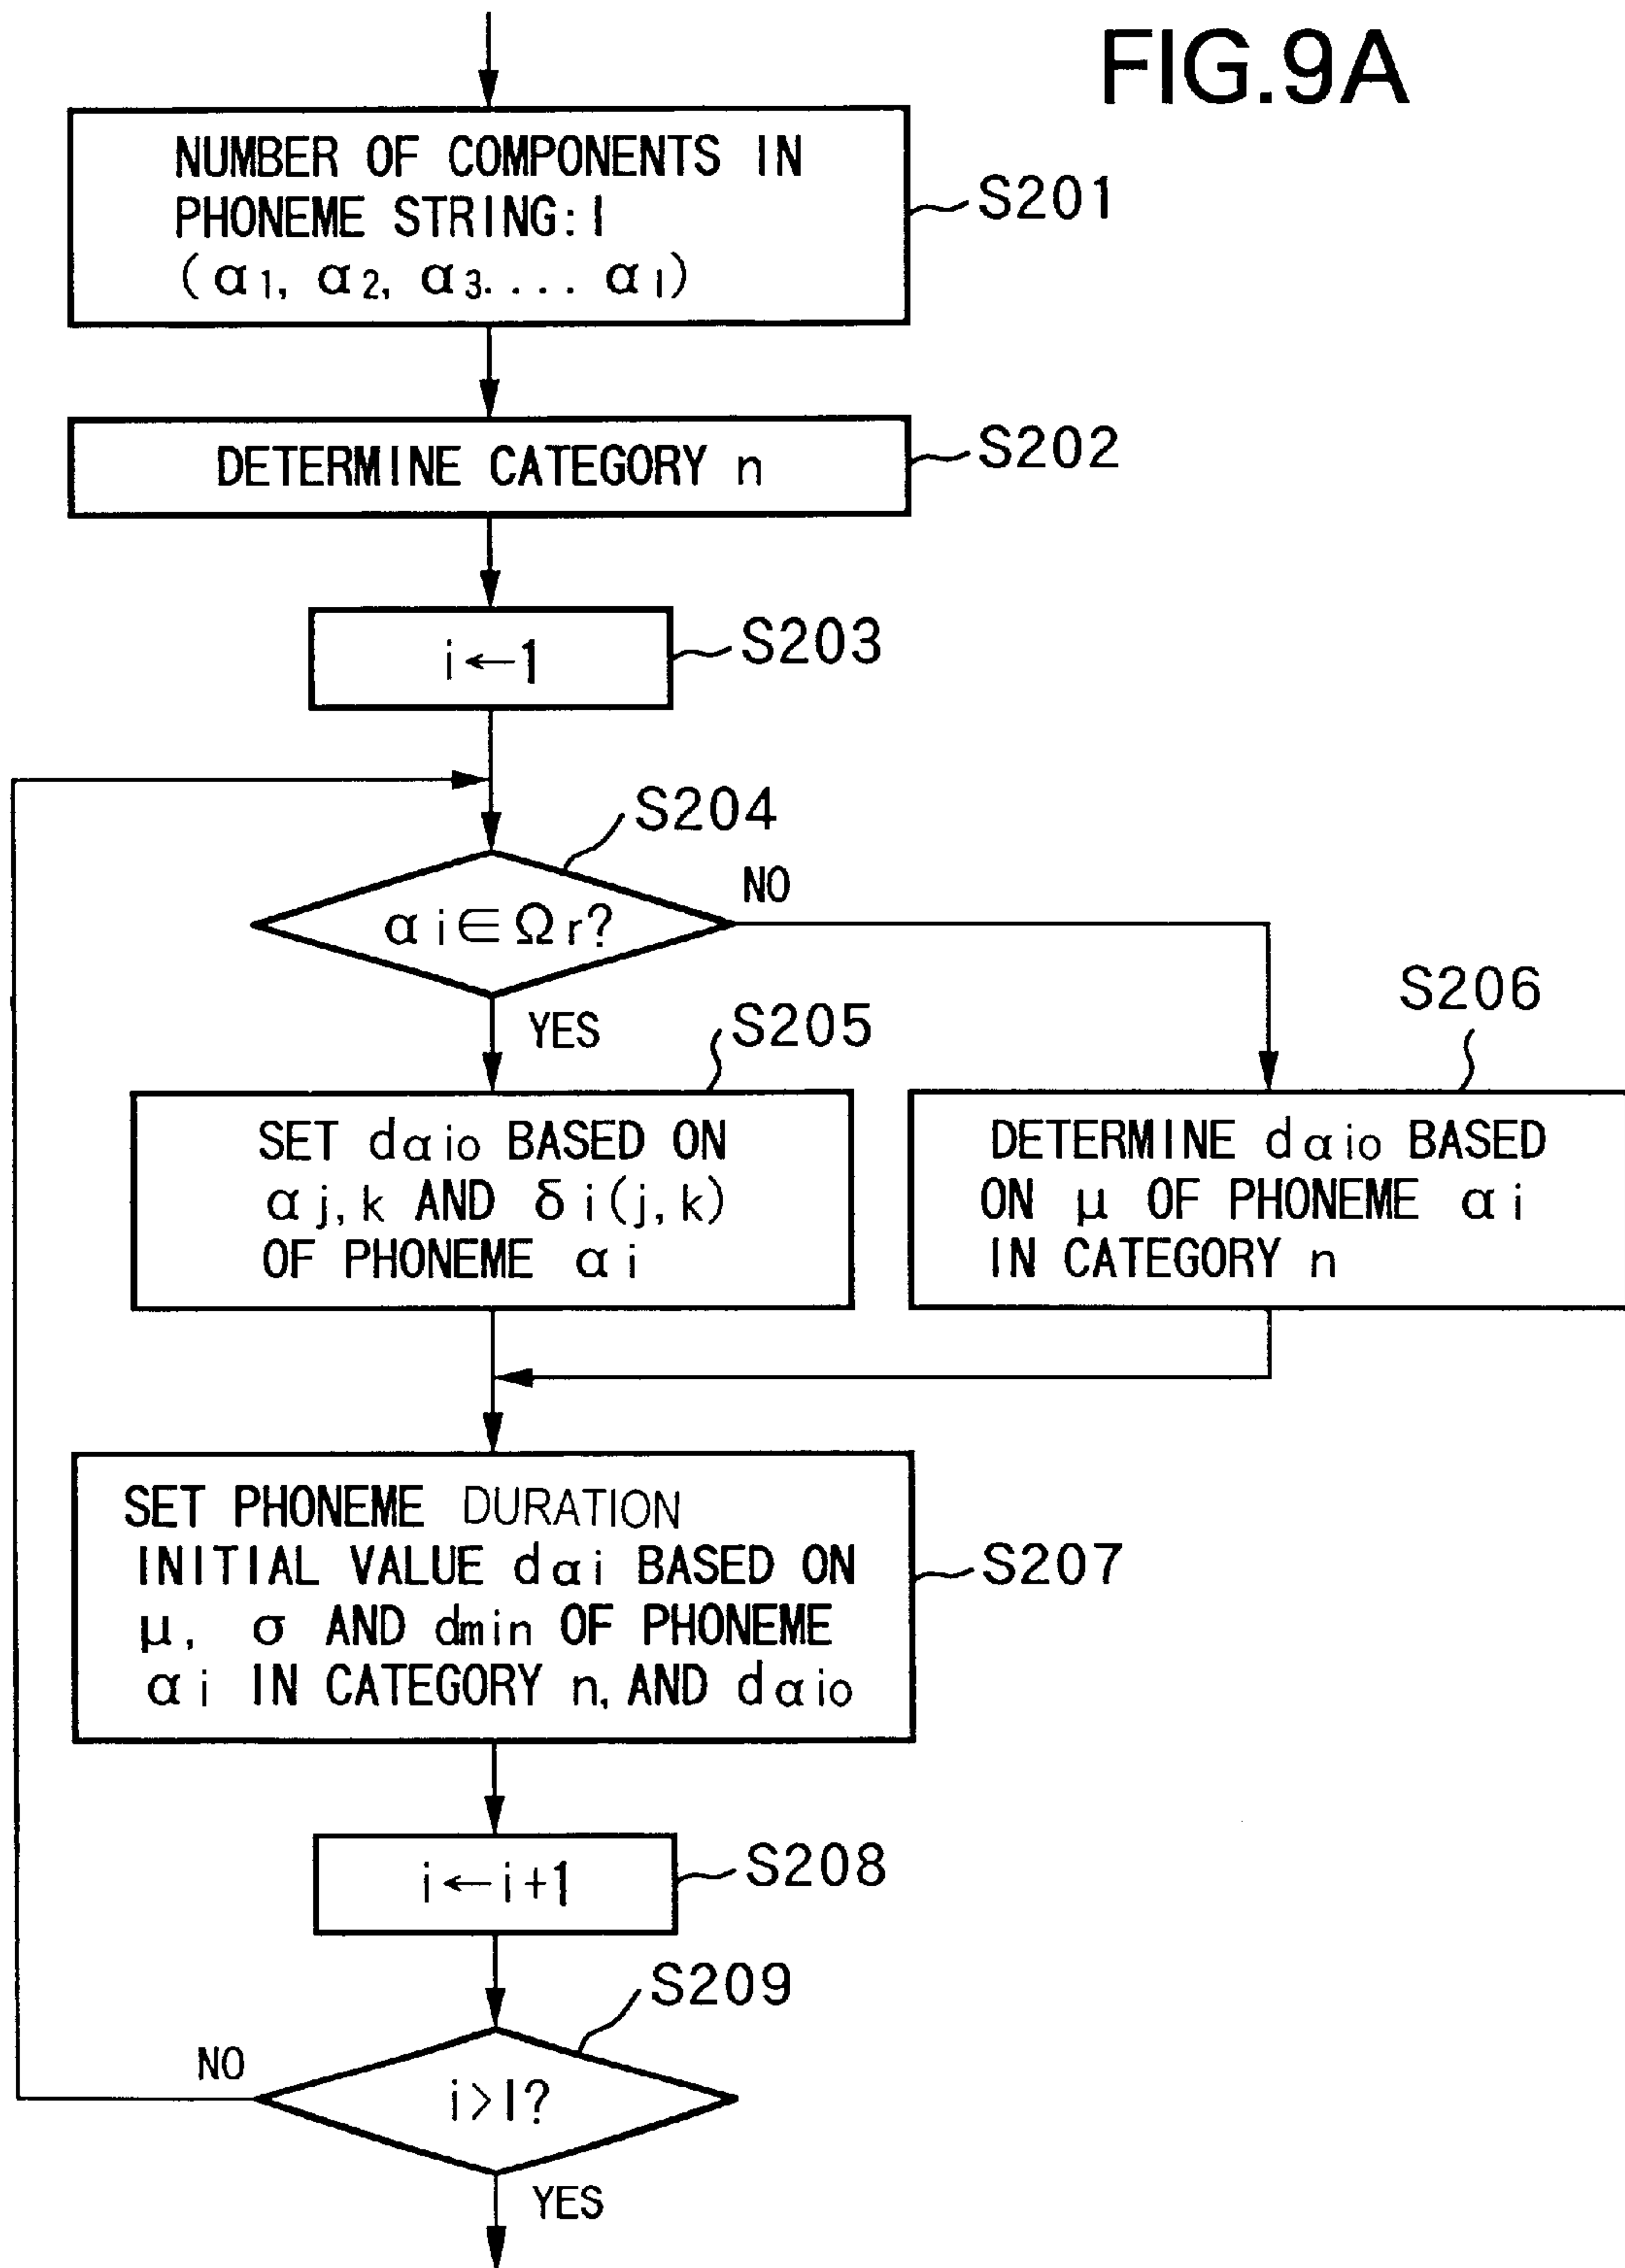 FIG.9A
NUMBER OF COMPONENTS IN
PHONEME STRING: I
(α1, α2, α3.... αI)
S201
DETERMINE CATEGORY n
S202
i←1
S203
S204
αi∈Ωr?
NO
YES
S205
SET dαio BASED ON
αj,k AND δi(j,k)
OF PHONEME αi
S206
DETERMINE dαio BASED
ON μ OF PHONEME αi
IN CATEGORY n
SET PHONEME DURATION
INITIAL VALUE dαi BASED ON
μ, σ AND dmin OF PHONEME
αi IN CATEGORY n, AND dαio
S207
i←i+1
S208
S209
NO
i>I?
YES